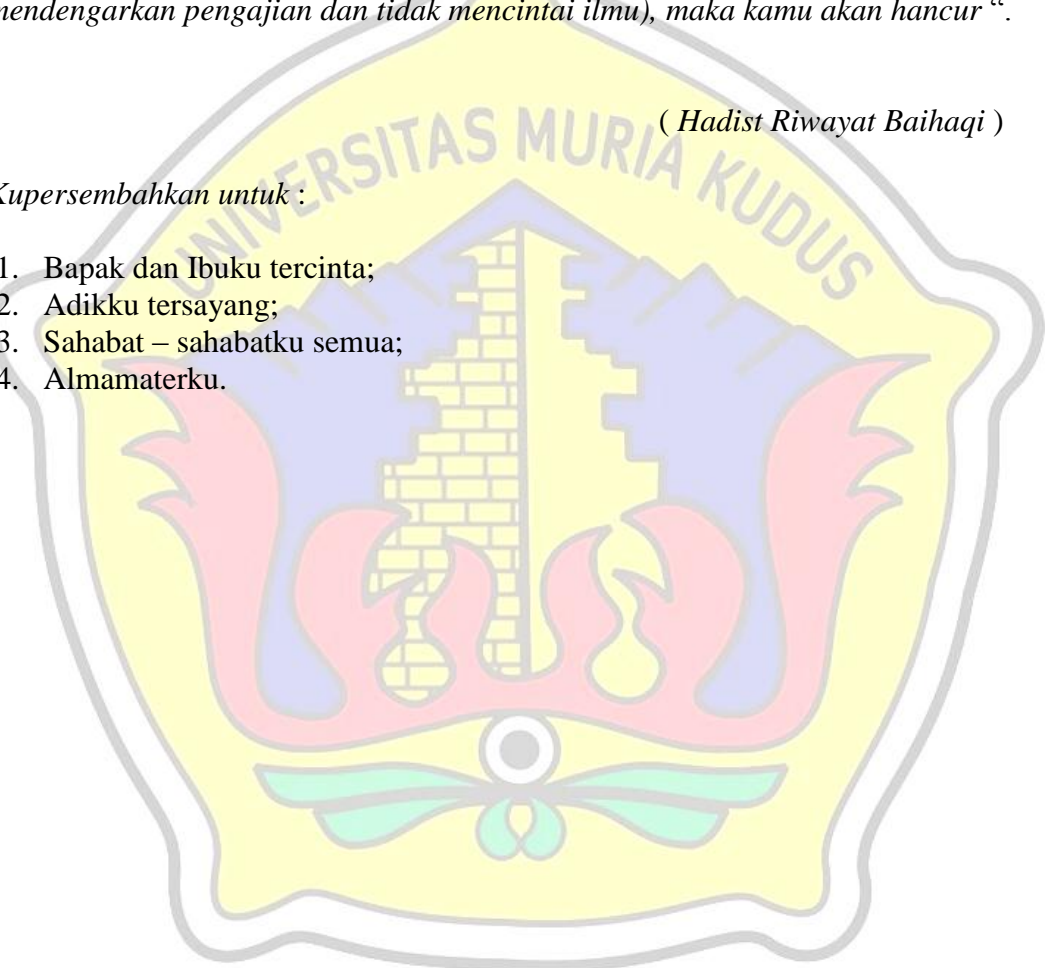 mendengarkan pengajian dan tidak mencintai ilmu), maka kamu akan hancur “.
( Hadist Riwayat Baihaqi )
UNIVERSITAS MURIA KUDUS
Kupersembahkan untuk :
1. Bapak dan Ibuku tercinta;
2. Adikku tersayang;
3. Sahabat – sahabatku semua;
4. Almamaterku.